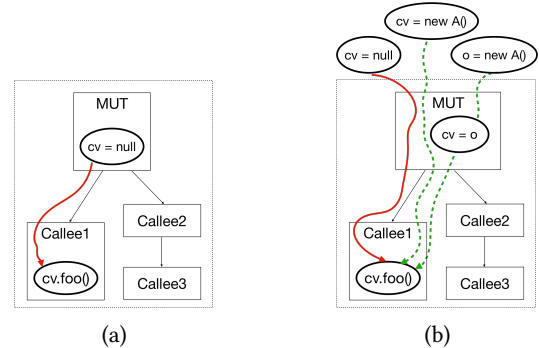 MUT
cv = null
Callee1
Callee2
cv.foo()
Callee3
(a)
cv = new A()
cv = null
o = new A()
MUT
cv = o
Callee1
Callee2
cv.foo()
Callee3
(b)